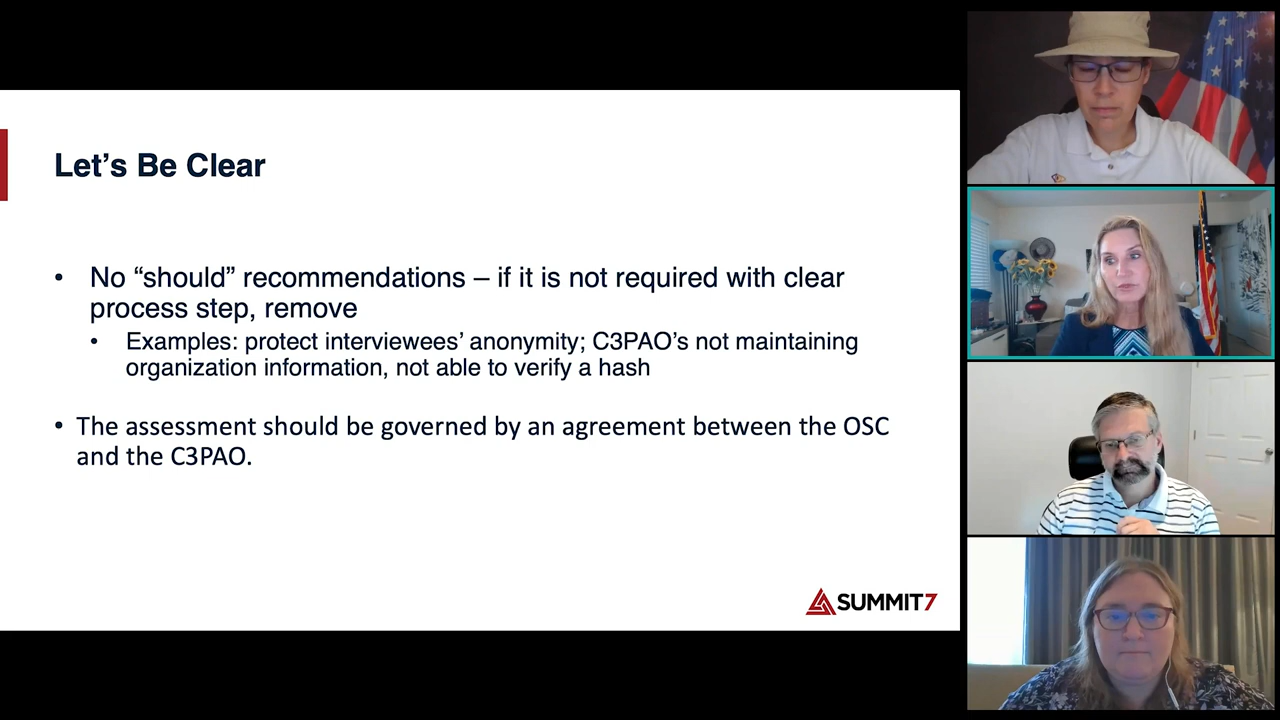 Let’s Be Clear
• No “should” recommendations – if it is not required with clear
process step, remove
• Examples: protect interviewees’ anonymity; C3PAO’s not maintaining
organization information, not able to verify a hash
• The assessment should be governed by an agreement between the OSC
and the C3PAO.
SUMMIT7